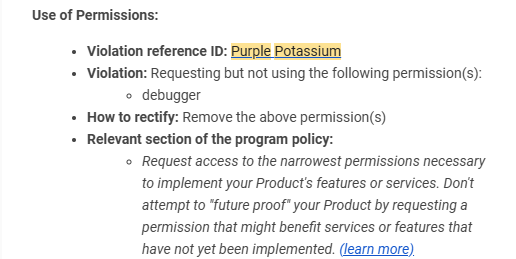 Use of Permissions:
• Violation reference ID: Purple Potassium
• Violation: Requesting but not using the following permission(s):
◦ debugger
• How to rectify: Remove the above permission(s)
• Relevant section of the program policy:
◦ Request access to the narrowest permissions necessary
to implement your Product's features or services. Don't
attempt to "future proof" your Product by requesting a
permission that might benefit services or features that
have not yet been implemented. (learn more)